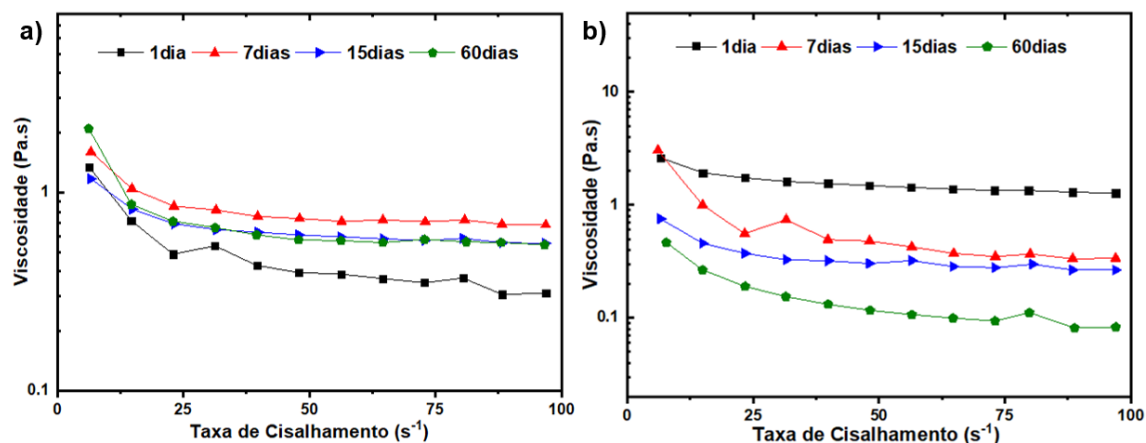 a)
1dia 7dias 15dias 60dias
Viscosidade (Pa.s)
1
0.1
0 25 50 75 100
Taxa de Cisalhamento (s⁻¹)
b)
1dia 7dias 15dias 60dias
Viscosidade (Pa.s)
10
1
0.1
0 25 50 75 100
Taxa de Cisalhamento (s⁻¹)